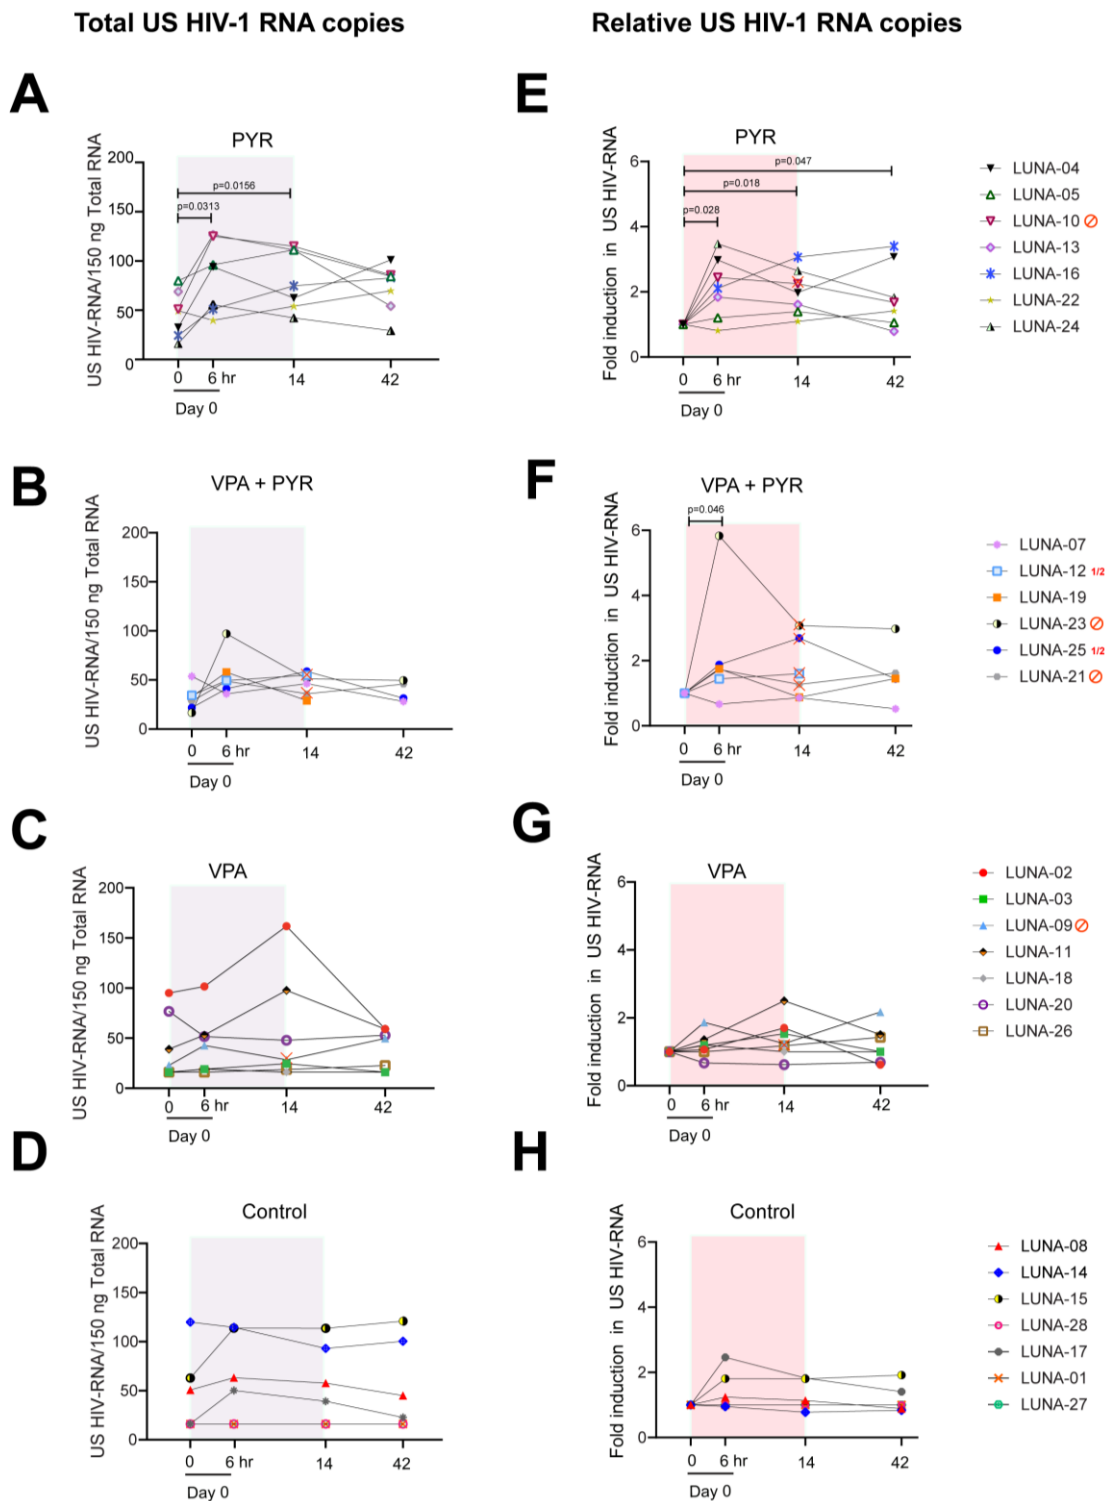 Total US HIV-1 RNA copies
Relative US HIV-1 RNA copies
A
PYR
US HIV-RNA/150 ng Total RNA
200
150
100
50
0
p=0.0156
p=0.0313
0
6 hr
14
42
Day 0
E
PYR
Fold induction in US HIV-RNA
6
4
2
0
p=0.047
p=0.018
p=0.028
0
6 hr
14
42
Day 0
LUNA-04
LUNA-05
LUNA-10
LUNA-13
LUNA-16
LUNA-22
LUNA-24
B
VPA + PYR
US HIV-RNA/150 ng Total RNA
200
150
100
50
0
0
6 hr
14
42
Day 0
F
VPA + PYR
Fold induction in US HIV-RNA
6
4
2
0
p=0.046
0
6 hr
14
42
Day 0
LUNA-07
LUNA-12 1/2
LUNA-19
LUNA-23
LUNA-25 1/2
LUNA-21
C
VPA
US HIV-RNA/150 ng Total RNA
200
150
100
50
0
0
6 hr
14
42
Day 0
G
VPA
Fold induction in US HIV-RNA
6
4
2
0
0
6 hr
14
42
Day 0
LUNA-02
LUNA-03
LUNA-09
LUNA-11
LUNA-18
LUNA-20
LUNA-26
D
Control
US HIV-RNA/150 ng Total RNA
200
150
100
50
0
0
6 hr
14
42
Day 0
H
Control
Fold induction in US HIV-RNA
6
4
2
0
0
6 hr
14
42
Day 0
LUNA-08
LUNA-14
LUNA-15
LUNA-28
LUNA-17
LUNA-01
LUNA-27